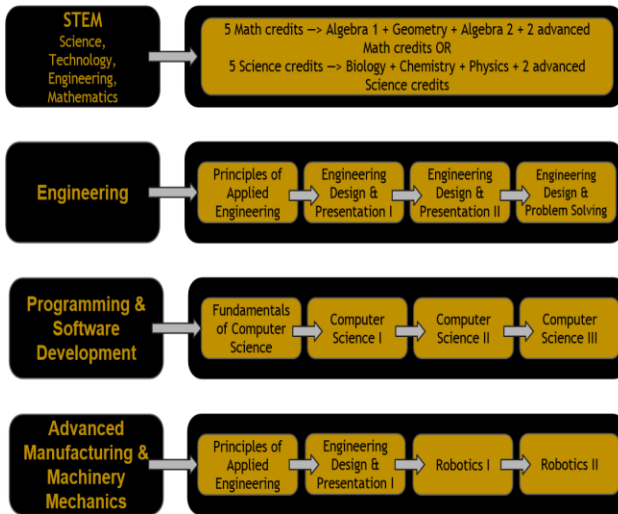 STEM
Science,
Technology,
Engineering,
Mathematics
5 Math credits —> Algebra 1 + Geometry + Algebra 2 + 2 advanced
Math credits OR
5 Science credits —> Biology + Chemistry + Physics + 2 advanced
Science credits
Engineering
Principles of
Applied
Engineering
Engineering
Design &
Presentation I
Engineering
Design &
Presentation II
Engineering
Design &
Problem Solving
Programming &
Software
Development
Fundamentals
of Computer
Science
Computer
Science I
Computer
Science II
Computer
Science III
Advanced
Manufacturing &
Machinery
Mechanics
Principles of
Applied
Engineering
Engineering
Design &
Presentation I
Robotics I
Robotics II